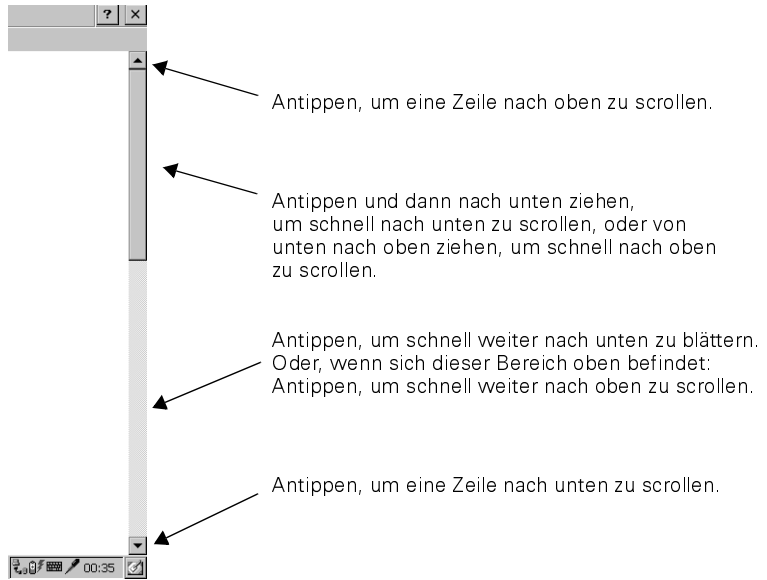 ? ×
Antippen, um eine Zeile nach oben zu scrollen.
Antippen und dann nach unten ziehen,
um schnell nach unten zu scrollen, oder von
unten nach oben ziehen, um schnell nach oben
zu scrollen.
Antippen, um schnell weiter nach unten zu blättern.
Oder, wenn sich dieser Bereich oben befindet:
Antippen, um schnell weiter nach oben zu scrollen.
Antippen, um eine Zeile nach unten zu scrollen.
00:35